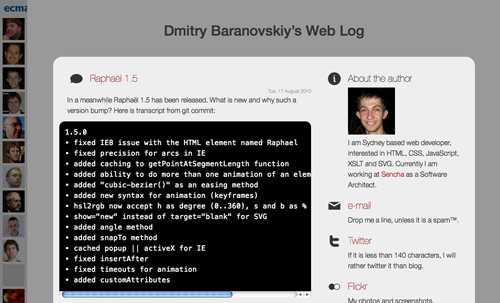 ecma
Dmitry Baranovskiy's Web Log
Raphaël 1.5
Tue, 17 August 2010
In a meanwhile Raphaël 1.5 has been released. What is new and why such a
version bump? Here is transcript from git commit:
1.5.0
• fixed IE8 issue with the HTML element named Raphael
• fixed precision for arcs in IE
• added caching to getPointAtSegmentLength function
• added ability to do more than one animation of an elem
• added "cubic-bezier()" as an easing method
• added new syntax for animation (keyframes)
• hsl2rgb now accept h as degree (0..360), s and b as %
• show="new" instead of target="blank" for SVG
• added angle method
• added snapTo method
• cached popup || activeX for IE
• fixed insertAfter
• fixed timeouts for animation
• added customAttributes
About the author
I am Sydney based web developer,
interested in HTML, CSS, JavaScript,
XSLT and SVG. Currently I am
working at Sencha as a Software
Architect.
e-mail
Drop me a line, unless it is a spam™.
Twitter
If it is less than 140 characters, I will
rather twitter it than blog.
Flickr
My photos and screenshots.